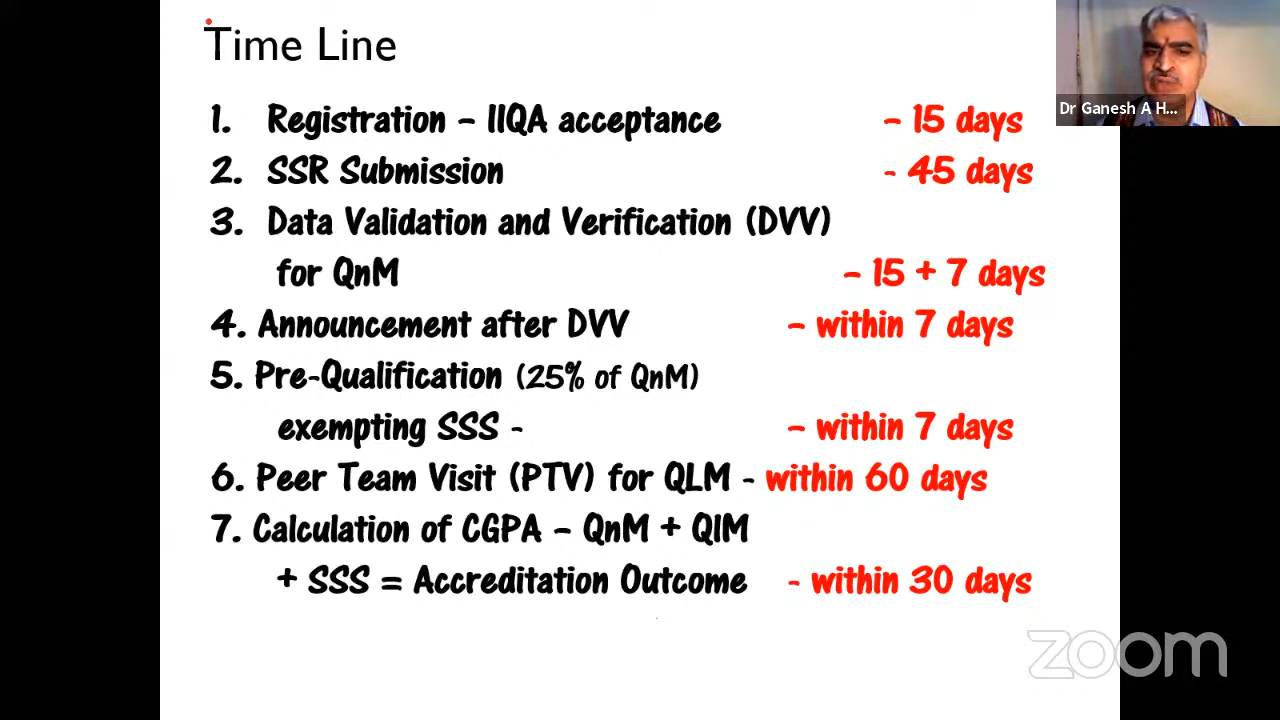 Time Line
1. Registration – IIQA acceptance – 15 days
2. SSR Submission - 45 days
3. Data Validation and Verification (DVV)
for QnM – 15 + 7 days
4. Announcement after DVV – within 7 days
5. Pre-Qualification (25% of QnM)
exempting SSS - – within 7 days
6. Peer Team Visit (PTV) for QLM - within 60 days
7. Calculation of CGPA – QnM + QlM
+ SSS = Accreditation Outcome - within 30 days
Dr Ganesh A H...
zoom